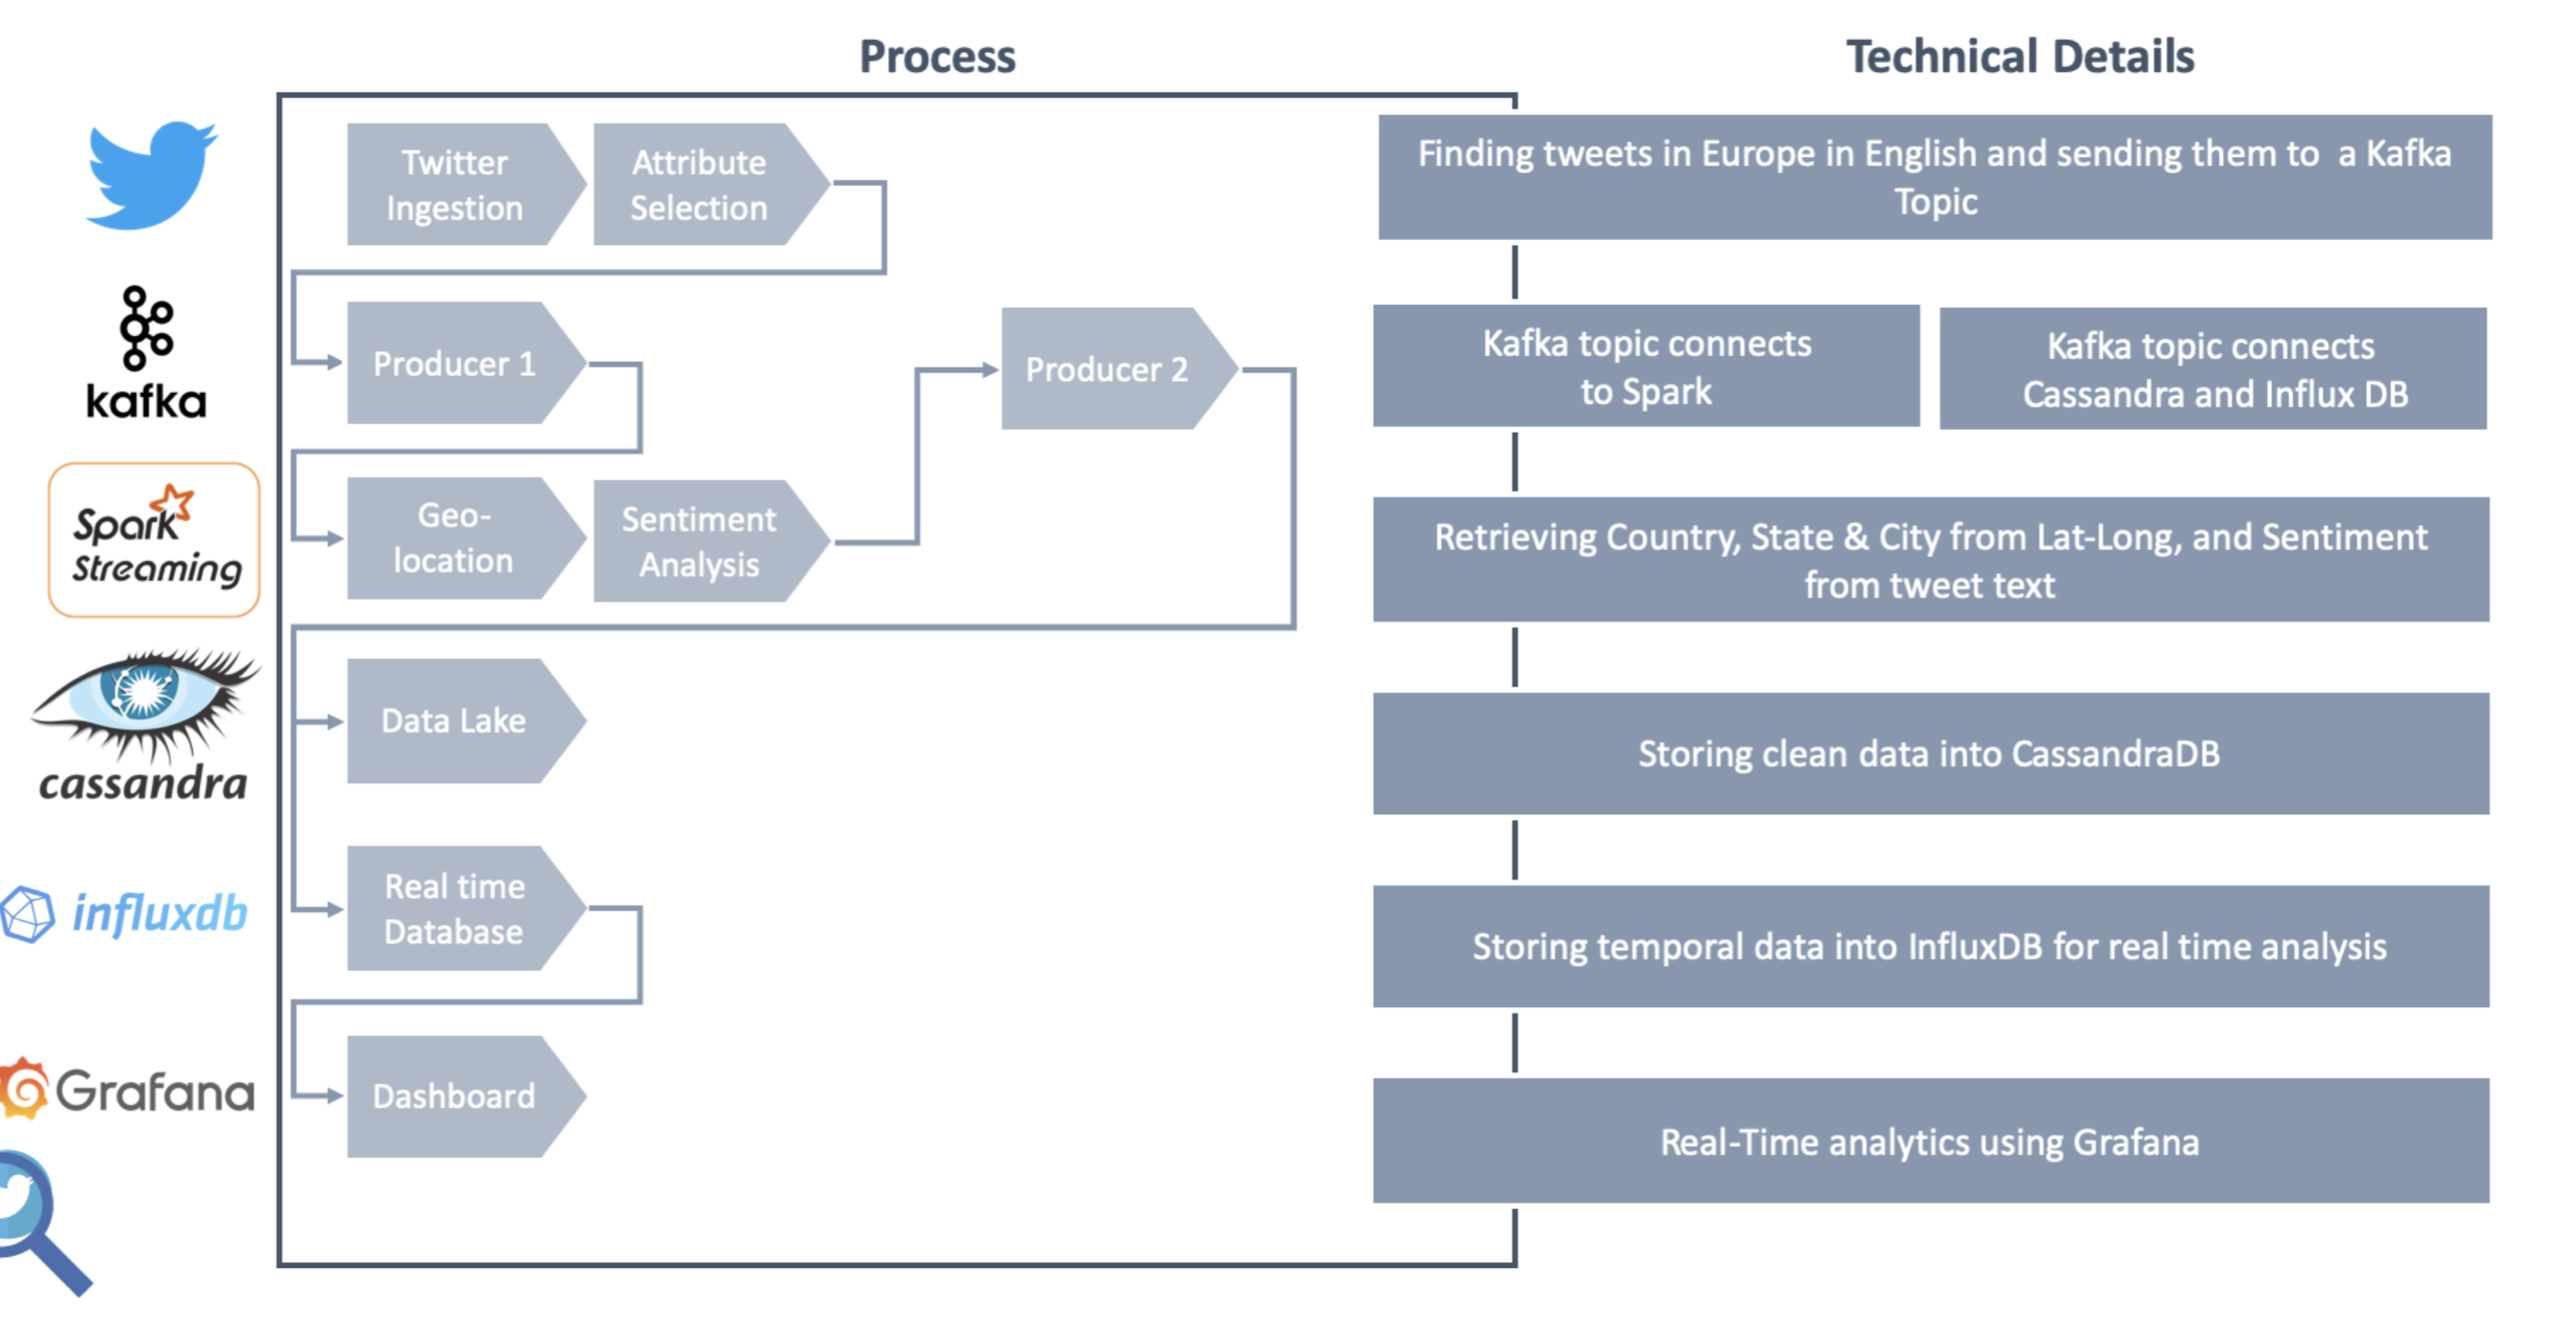 Process
Technical Details
Twitter
Ingestion
Attribute
Selection
Finding tweets in Europe in English and sending them to a Kafka
Topic
kafka
Producer 1
Producer 2
Kafka topic connects
to Spark
Kafka topic connects
Cassandra and Influx DB
Spark
Streaming
Geo-
location
Sentiment
Analysis
Retrieving Country, State & City from Lat-Long, and Sentiment
from tweet text
cassandra
Data Lake
Storing clean data into CassandraDB
influxdb
Real time
Database
Storing temporal data into InfluxDB for real time analysis
Grafana
Dashboard
Real-Time analytics using Grafana